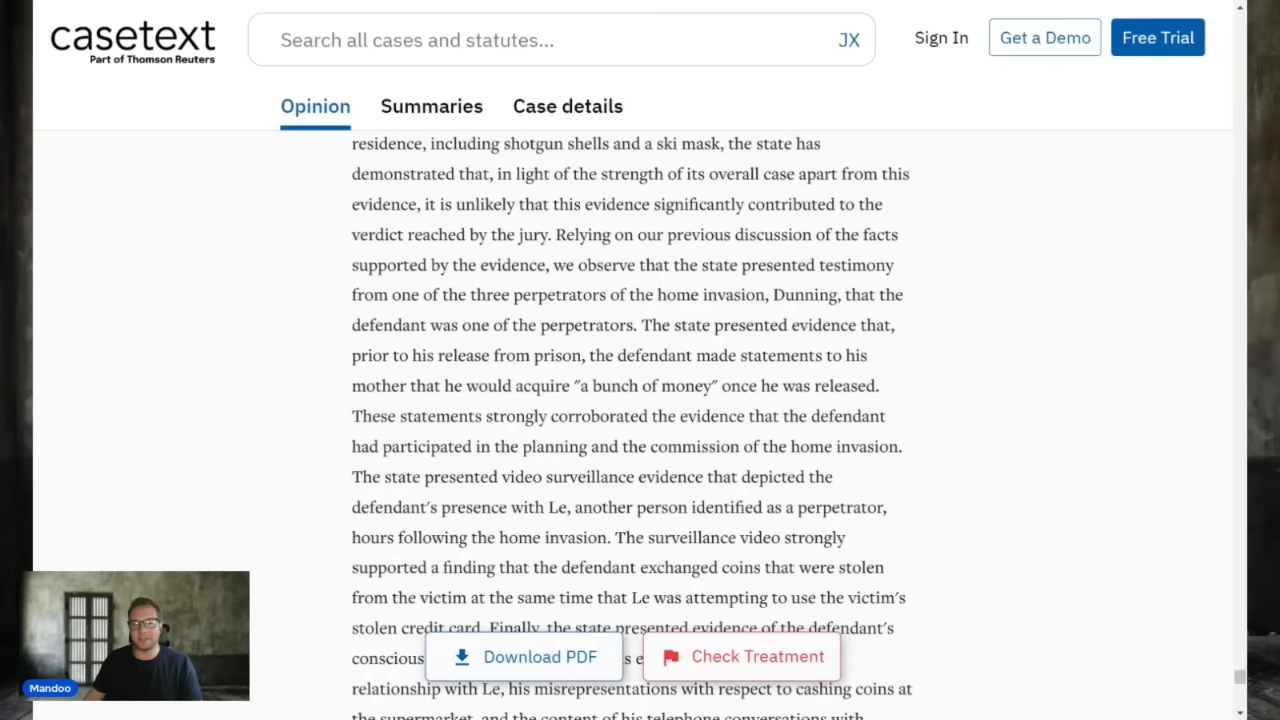 casetext
Part of Thomson Reuters
Search all cases and statutes...
JX
Sign In
Get a Demo
Free Trial
Opinion
Summaries
Case details
residence, including shotgun shells and a ski mask, the state has
demonstrated that, in light of the strength of its overall case apart from this
evidence, it is unlikely that this evidence significantly contributed to the
verdict reached by the jury. Relying on our previous discussion of the facts
supported by the evidence, we observe that the state presented testimony
from one of the three perpetrators of the home invasion, Dunning, that the
defendant was one of the perpetrators. The state presented evidence that,
prior to his release from prison, the defendant made statements to his
mother that he would acquire "a bunch of money" once he was released.
These statements strongly corroborated the evidence that the defendant
had participated in the planning and the commission of the home invasion.
The state presented video surveillance evidence that depicted the
defendant's presence with Le, another person identified as a perpetrator,
hours following the home invasion. The surveillance video strongly
supported a finding that the defendant exchanged coins that were stolen
from the victim at the same time that Le was attempting to use the victim's
stolen credit card. Finally, the state presented evidence of the defendant's
conscious
Download PDF
Check Treatment
relationship with Le, his misrepresentations with respect to cashing coins at
the supermarket, and the content of his telephone conversations with
Mandoo